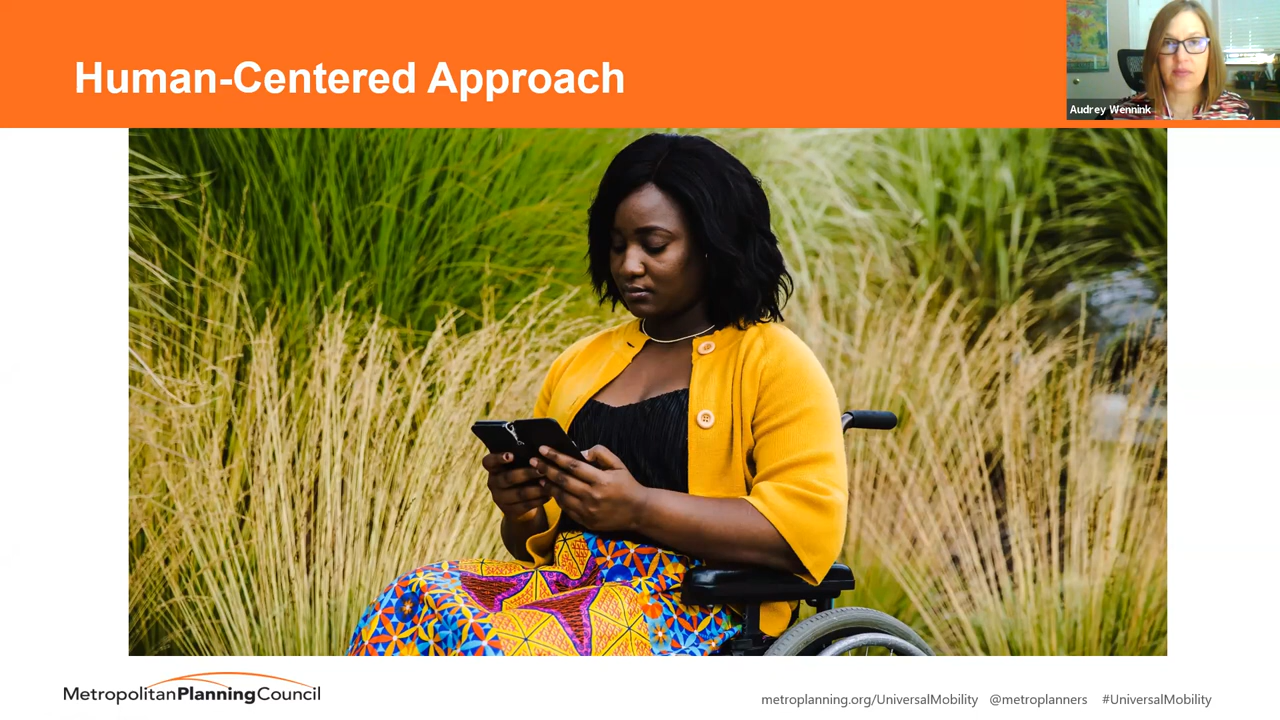 Human-Centered Approach
Audrey Wennink
MetropolitanPlanningCouncil
metroplanning.org/UniversalMobility @metroplanners #UniversalMobility